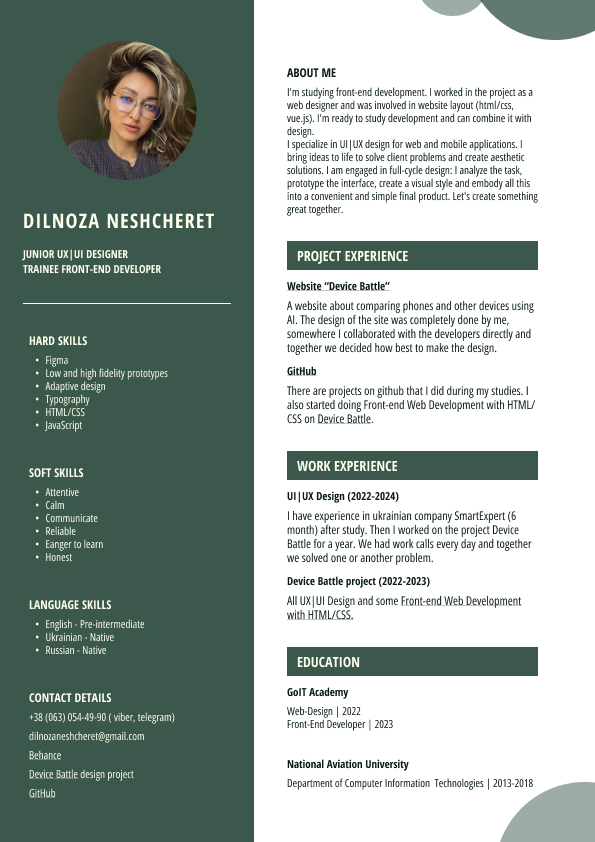 DILNOZA NESHCHERET
JUNIOR UX|UI DESIGNER
TRAINEE FRONT-END DEVELOPER
HARD SKILLS
• Figma
• Low and high fidelity prototypes
• Adaptive design
• Typography
• HTML/CSS
• JavaScript
SOFT SKILLS
• Attentive
• Calm
• Communicate
• Reliable
• Eanger to learn
• Honest
LANGUAGE SKILLS
• English - Pre-intermediate
• Ukrainian - Native
• Russian - Native
CONTACT DETAILS
+38 (063) 054-49-90 ( viber, telegram)
dilnozaneshcheret@gmail.com
Behance
Device Battle design project
GitHub
ABOUT ME
I'm studying front-end development. I worked in the project as a
web designer and was involved in website layout (html/css,
vue.js). I'm ready to study development and can combine it with
design.
I specialize in UI|UX design for web and mobile applications. I
bring ideas to life to solve client problems and create aesthetic
solutions. I am engaged in full-cycle design: I analyze the task,
prototype the interface, create a visual style and embody all this
into a convenient and simple final product. Let's create something
great together.
PROJECT EXPERIENCE
Website “Device Battle”
A website about comparing phones and other devices using
AI. The design of the site was completely done by me,
somewhere I collaborated with the developers directly and
together we decided how best to make the design.
GitHub
There are projects on github that I did during my studies. I
also started doing Front-end Web Development with HTML/
CSS on Device Battle.
WORK EXPERIENCE
UI|UX Design (2022-2024)
I have experience in ukrainian company SmartExpert (6
month) after study. Then I worked on the project Device
Battle for a year. We had work calls every day and together
we solved one or another problem.
Device Battle project (2022-2023)
All UX|UI Design and some Front-end Web Development
with HTML/CSS.
EDUCATION
GoIT Academy
Web-Design | 2022
Front-End Developer | 2023
National Aviation University
Department of Computer Information Technologies | 2013-2018